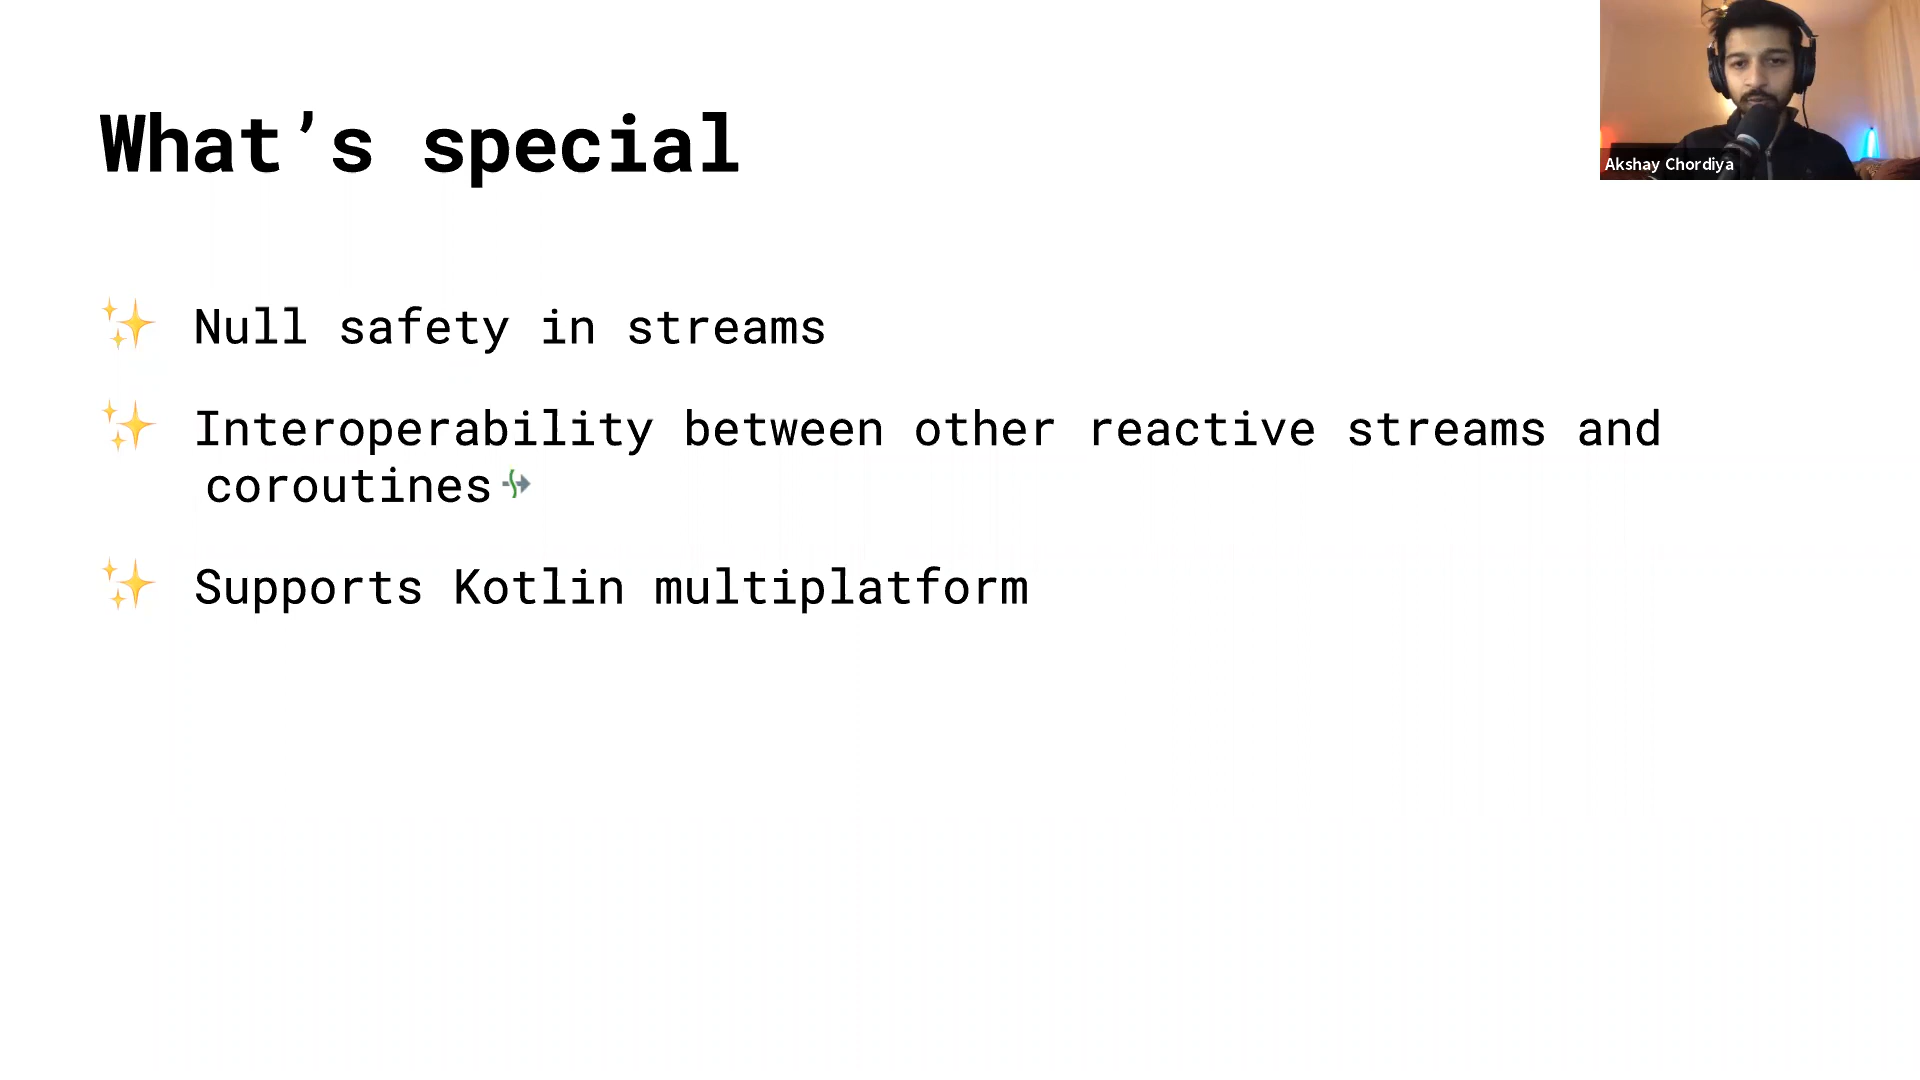 What’s special
✨ Null safety in streams
✨ Interoperability between other reactive streams and
coroutines
✨ Supports Kotlin multiplatform
Akshay Chordiya